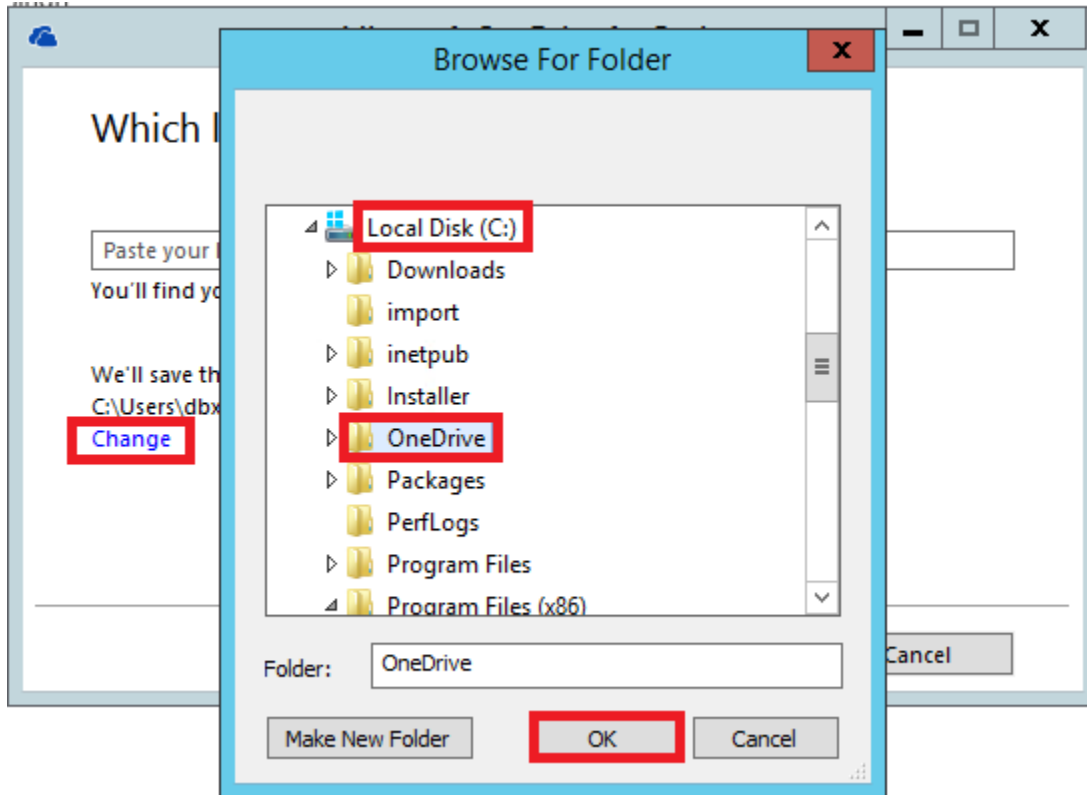 Browse For Folder
x
x
Which l
Local Disk (C:)
Downloads
Paste your
import
You'll find yo
inetpub
We'll save th
Installer
C:\Users\dbx
Change
OneDrive
Packages
PerfLogs
Program Files
Program Files (x86)
Folder:
OneDrive
Cancel
Make New Folder
OK
Cancel